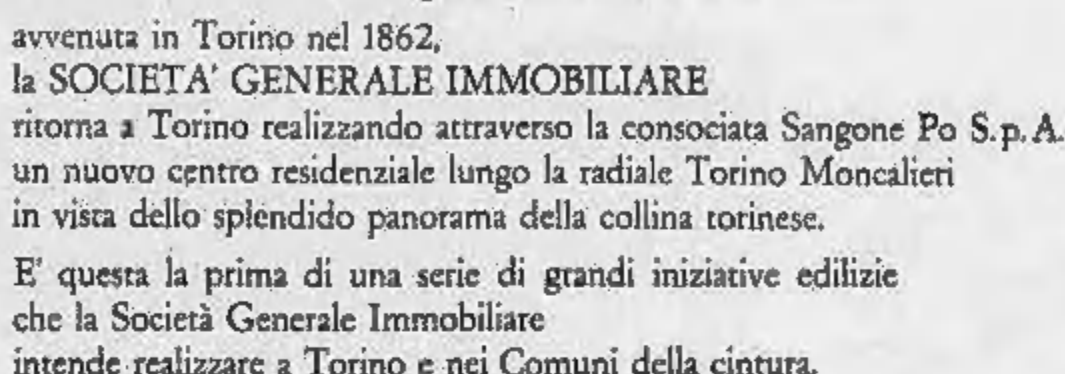 avvenuta in Torino nel 1862,
la SOCIETA' GENERALE IMMOBILIARE
ritorna a Torino realizzando attraverso la consociata Sangone Po S.p.A.
un nuovo centro residenziale lungo la radiale Torino Moncalieri
in vista dello splendido panorama della collina torinese.
E' questa la prima di una serie di grandi iniziative edilizie
che la Società Generale Immobiliare
intende realizzare a Torino e nei Comuni della cintura.